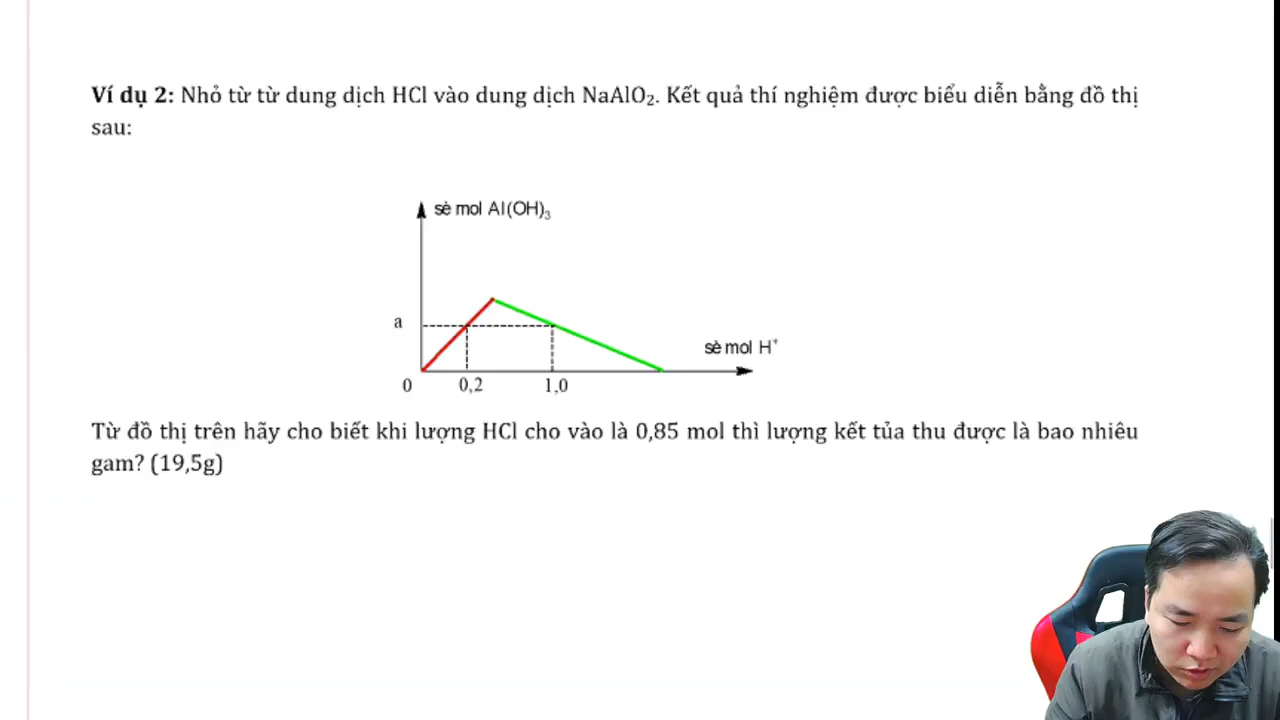 Ví dụ 2: Nhỏ từ từ dung dịch HCl vào dung dịch NaAlO₂. Kết quả thí nghiệm được biểu diễn bằng đồ thị
sau:
sè mol Al(OH)₃
a
sè mol H⁺
0
0,2
1,0
Từ đồ thị trên hãy cho biết khi lượng HCl cho vào là 0,85 mol thì lượng kết tủa thu được là bao nhiêu
gam? (19,5g)